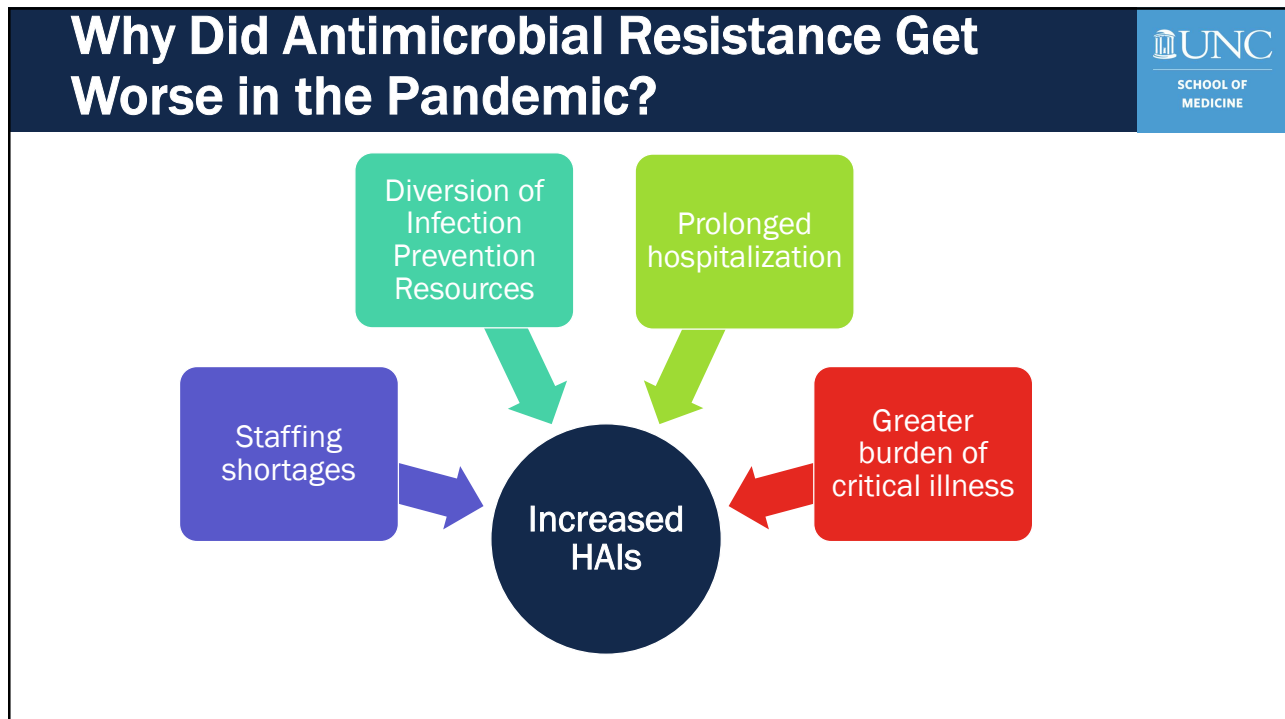 Why Did Antimicrobial Resistance Get
Worse in the Pandemic?
UNC
SCHOOL OF
MEDICINE
Diversion of
Infection
Prevention
Resources
Prolonged
hospitalization
Staffing
shortages
Greater
burden of
critical illness
Increased
HAIs